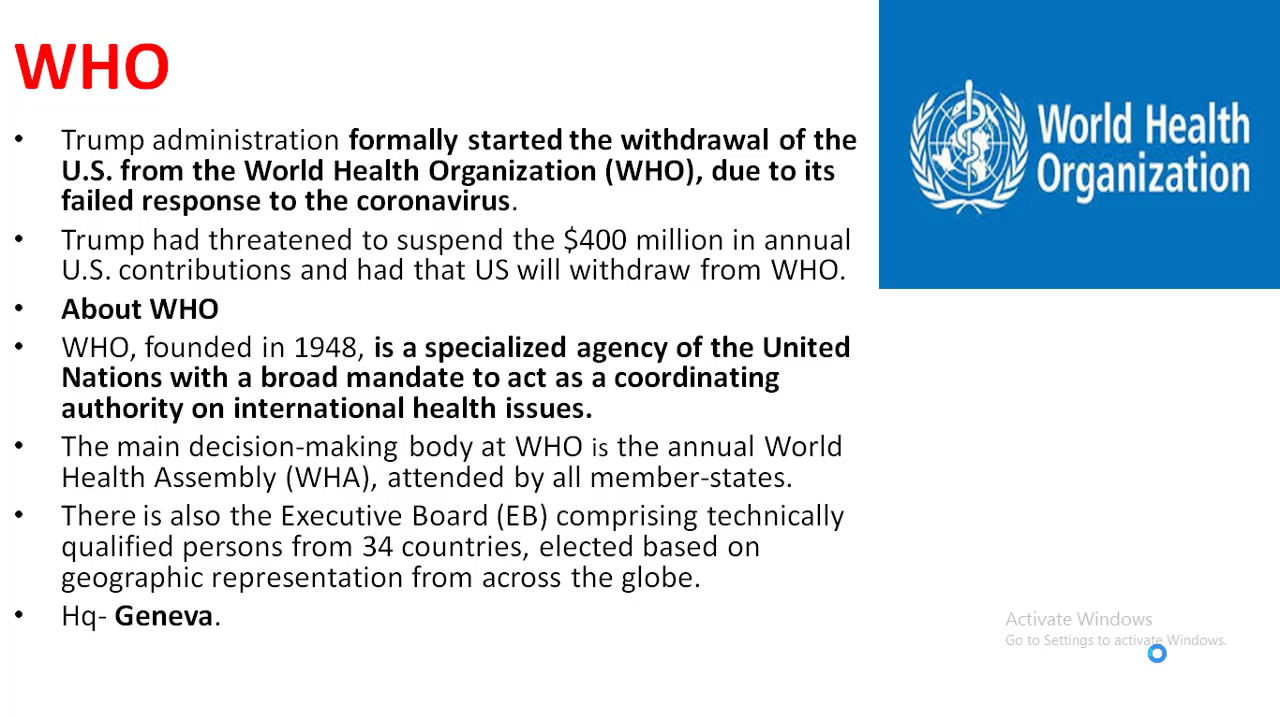 WHO
World Health
Organization
• Trump administration formally started the withdrawal of the
U.S. from the World Health Organization (WHO), due to its
failed response to the coronavirus.
• Trump had threatened to suspend the $400 million in annual
U.S. contributions and had that US will withdraw from WHO.
• About WHO
• WHO, founded in 1948, is a specialized agency of the United
Nations with a broad mandate to act as a coordinating
authority on international health issues.
• The main decision-making body at WHO is the annual World
Health Assembly (WHA), attended by all member-states.
• There is also the Executive Board (EB) comprising technically
qualified persons from 34 countries, elected based on
geographic representation from across the globe.
• Hq- Geneva.
Activate Windows
Go to Settings to activate Windows.